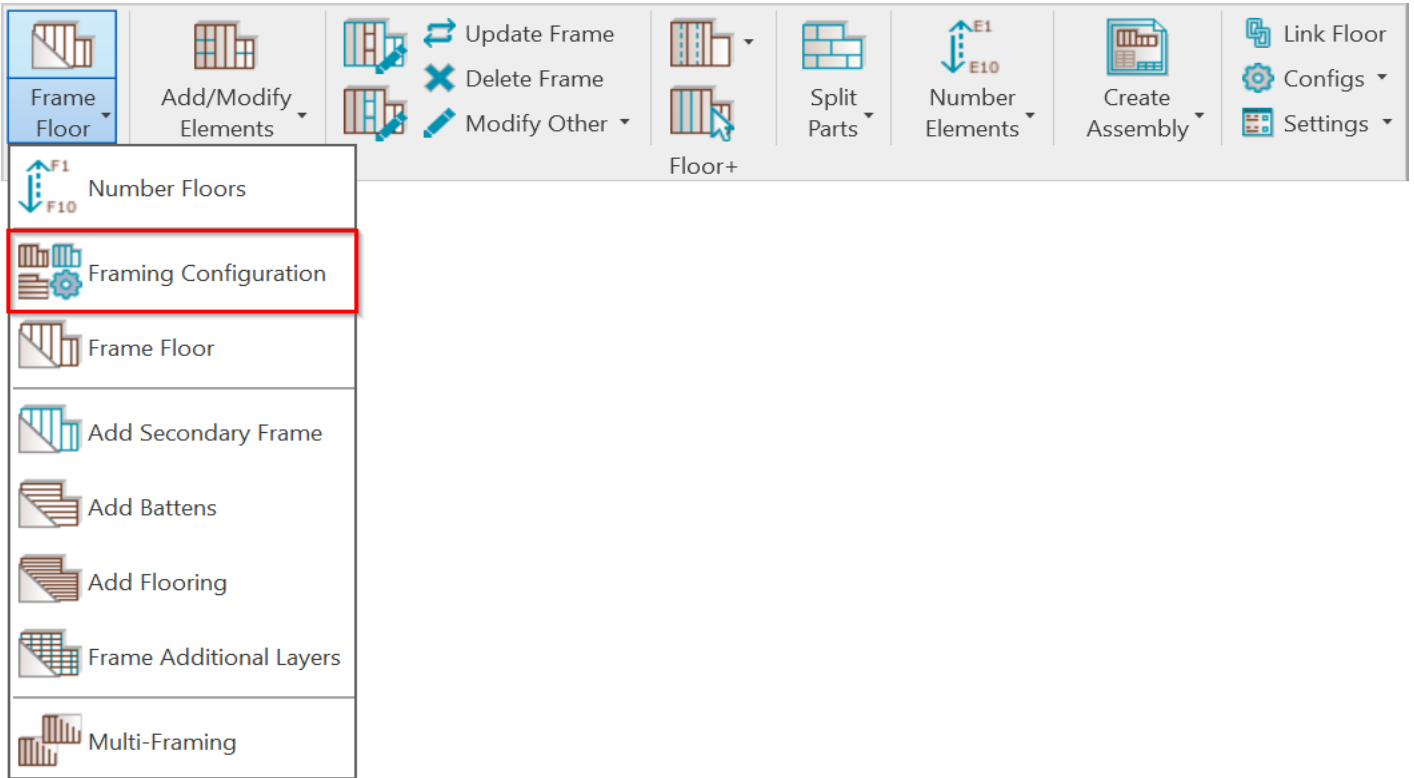 Frame
Floor
Add/Modify
Elements
Update Frame
Delete Frame
Modify Other
Split
Parts
E1
E10
Number
Elements
Create
Assembly
Link Floor
Configs
Settings
Floor+
F1
F10
Number Floors
Framing Configuration
Frame Floor
Add Secondary Frame
Add Battens
Add Flooring
Frame Additional Layers
Multi-Framing